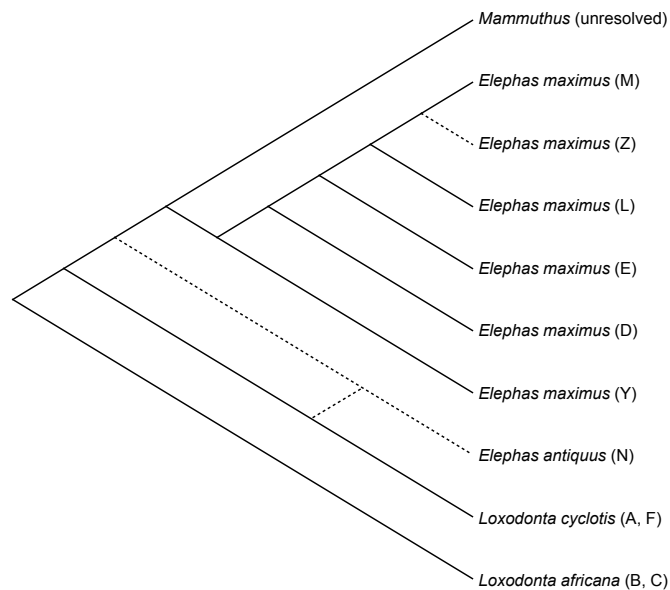 Mammuthus (unresolved)
Elephas maximus (M)
Elephas maximus (Z)
Elephas maximus (L)
Elephas maximus (E)
Elephas maximus (D)
Elephas maximus (Y)
Elephas antiquus (N)
Loxodonta cyclotis (A, F)
Loxodonta africana (B, C)